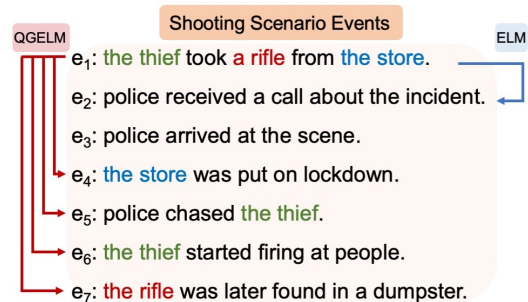 Shooting Scenario Events
QGELM
ELM
e₁: the thief took a rifle from the store.
e₂: police received a call about the incident.
e₃: police arrived at the scene.
e₄: the store was put on lockdown.
e₅: police chased the thief.
e₆: the thief started firing at people.
e₇: the rifle was later found in a dumpster.